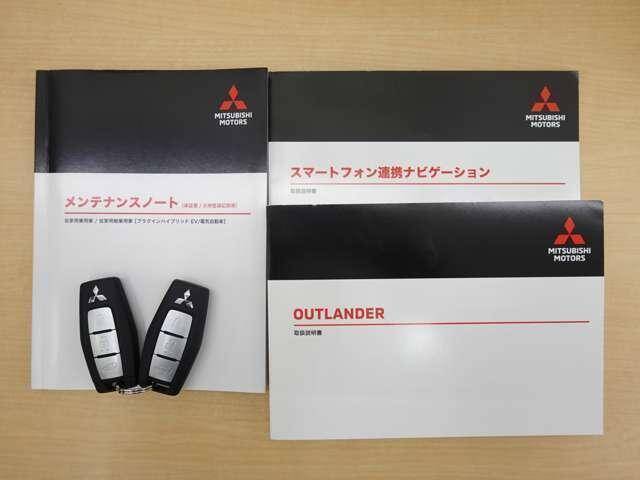 MITSUBISHI
MOTORS
メンテナンスノート
自家用乗用車 / 自家用軽乗用車 [プラグインハイブリッド EV/電気自動車]
MITSUBISHI
MOTORS
スマートフォン連携ナビゲーション
取扱説明書
MITSUBISHI
MOTORS
OUTLANDER
取扱説明書